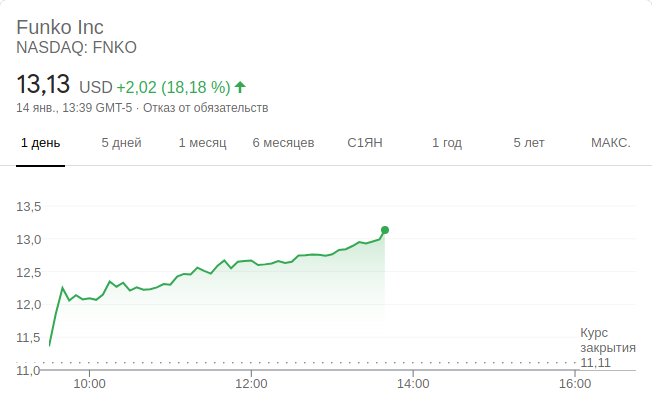 Funko Inc
NASDAQ: FNKO
13,13 USD +2,02 (18,18 %)
14 янв., 13:39 GMT-5 · Отказ от обязательств
1 день 5 дней 1 месяц 6 месяцев С1ЯН 1 год 5 лет МАКС.
13,5
13,0
12,5
12,0
11,5
11,0
Курс
закрытия
11,11
10:00 12:00 14:00 16:00